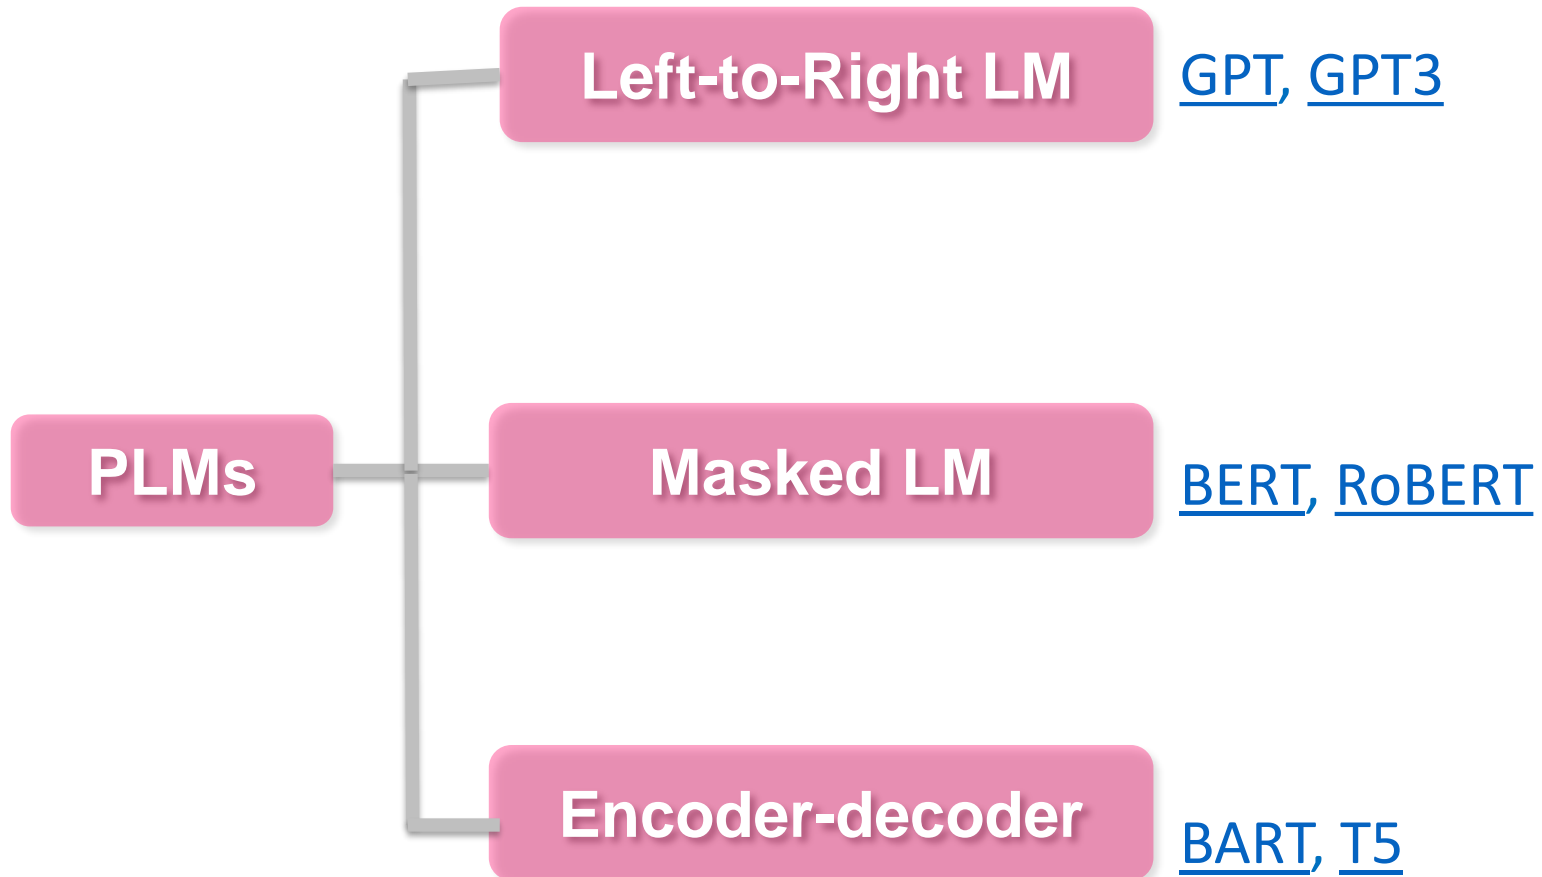 Left-to-Right LM
GPT, GPT3
PLMs
Masked LM
BERT, RoBERT
Encoder-decoder
BART, T5